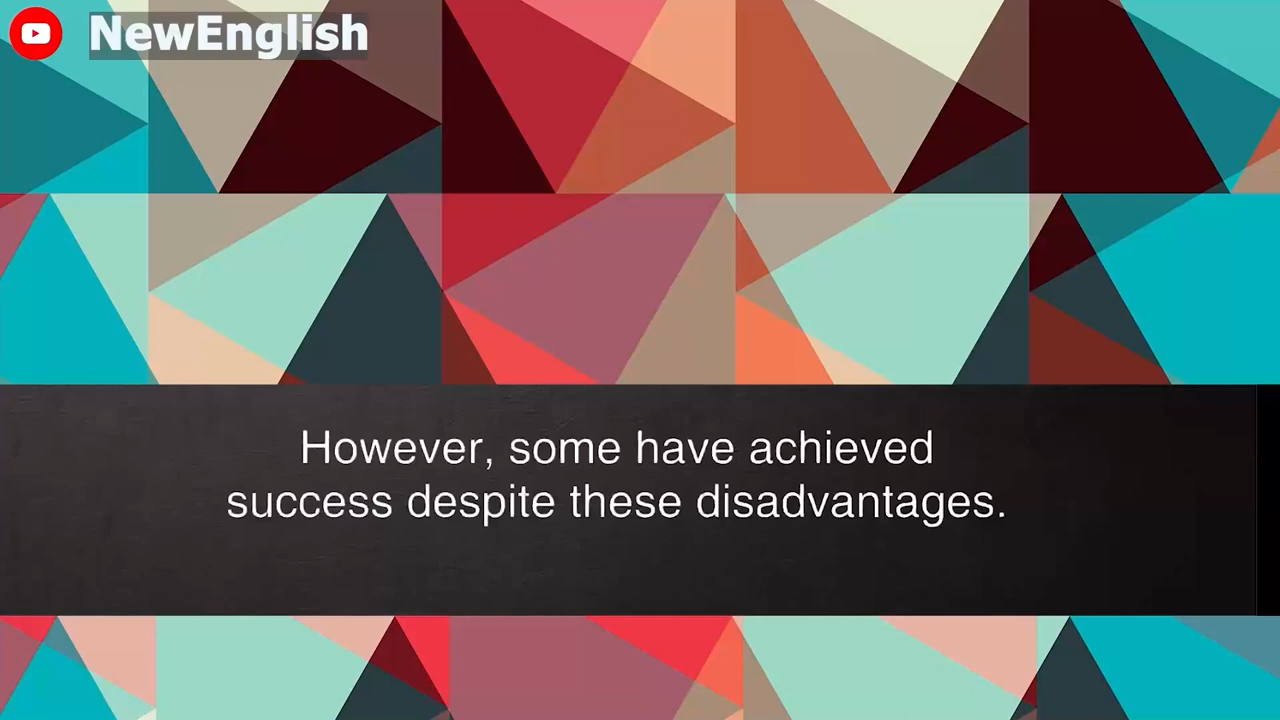 NewEnglish
However, some have achieved
success despite these disadvantages.